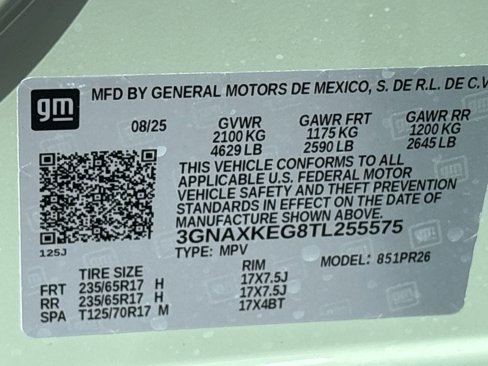 gm
MFD BY GENERAL MOTORS DE MEXICO, S. DE R.L. DE C.V
08/25 GVWR GAWR FRT GAWR RR
2100 KG 1175 KG 1200 KG
4629 LB 2590 LB 2645 LB
THIS VEHICLE CONFORMS TO ALL
APPLICABLE U.S. FEDERAL MOTOR
VEHICLE SAFETY AND THEFT PREVENTION
STANDARDS IN EFFECT ON THE DATE OF
MANUFACTURE SHOWN ABOVE.
3GNAXKEG8TL255575
125J TYPE: MPV MODEL: 851PR26
TIRE SIZE RIM
FRT 235/65R17 H 17X7.5J
RR 235/65R17 H 17X7.5J
SPA T125/70R17 M 17X4BT